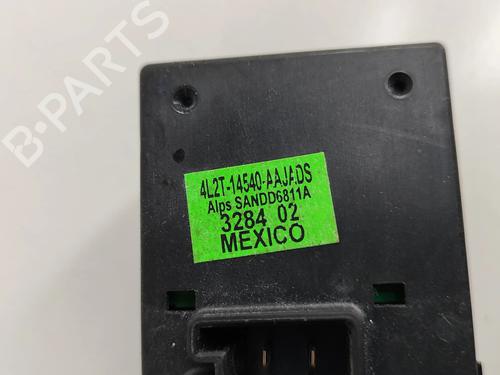 B-PARTS
4L2T-14540-AAJADS
Alps SANDD6811A
3284 02
MEXICO